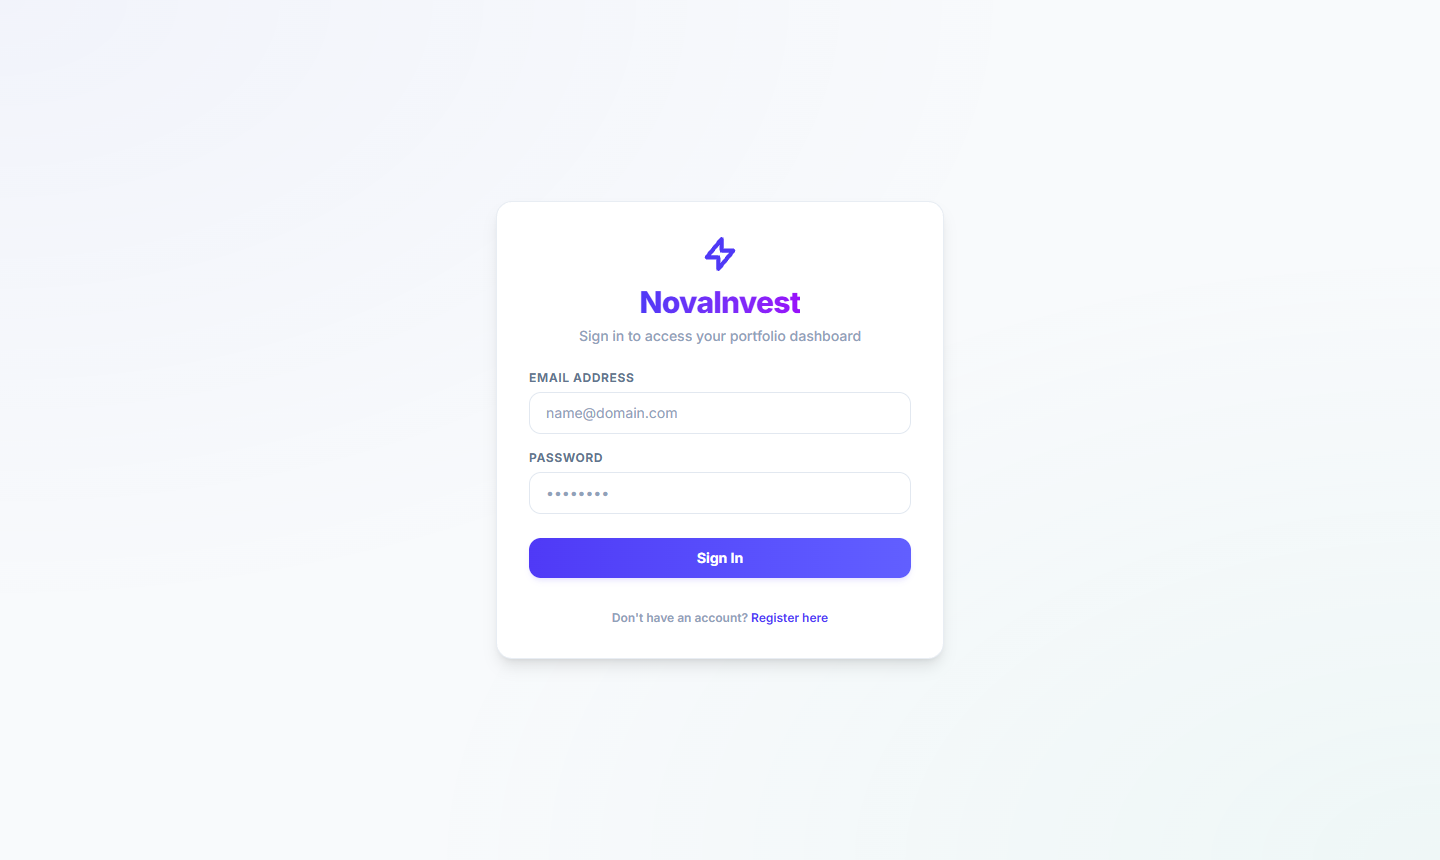 NovaInvest
Sign in to access your portfolio dashboard
EMAIL ADDRESS
name@domain.com
PASSWORD
••••••••
Sign In
Don't have an account? Register here